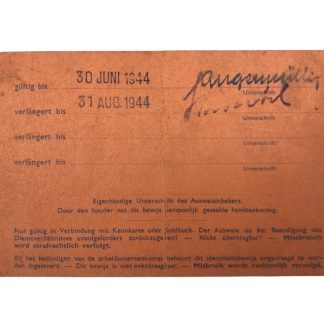 gültig bis 30 JUNI 1944
Unterschrift
verlängert bis 31 AUG. 1944
Unterschrift
verlängert bis
Unterschrift
verlängert bis
Unterschrift
Eigenhändige Unterschrift des Ausweisinhabers.
Door den houder van dit bewijs persoonlijk gestelde handteekening.
Nur gültig in Verbindung mit Kennkarte oder Soldbuch. Der Ausweis ist bei Beendigung des
Dienstverhältnisses unaufgefordert zurückzugeben! — Nicht übertragbar! — Missbrauch
wird strafrechtlich verfolgt.
Bij het beëindigen van de arbeidsovereenkomst behoort dit identiteitsbewijs ongevraagd te wor-
den ingeleverd. — Dit bewijs is niet overdraagbaar. — Misbruik wordt rechterlijk vervolgd.